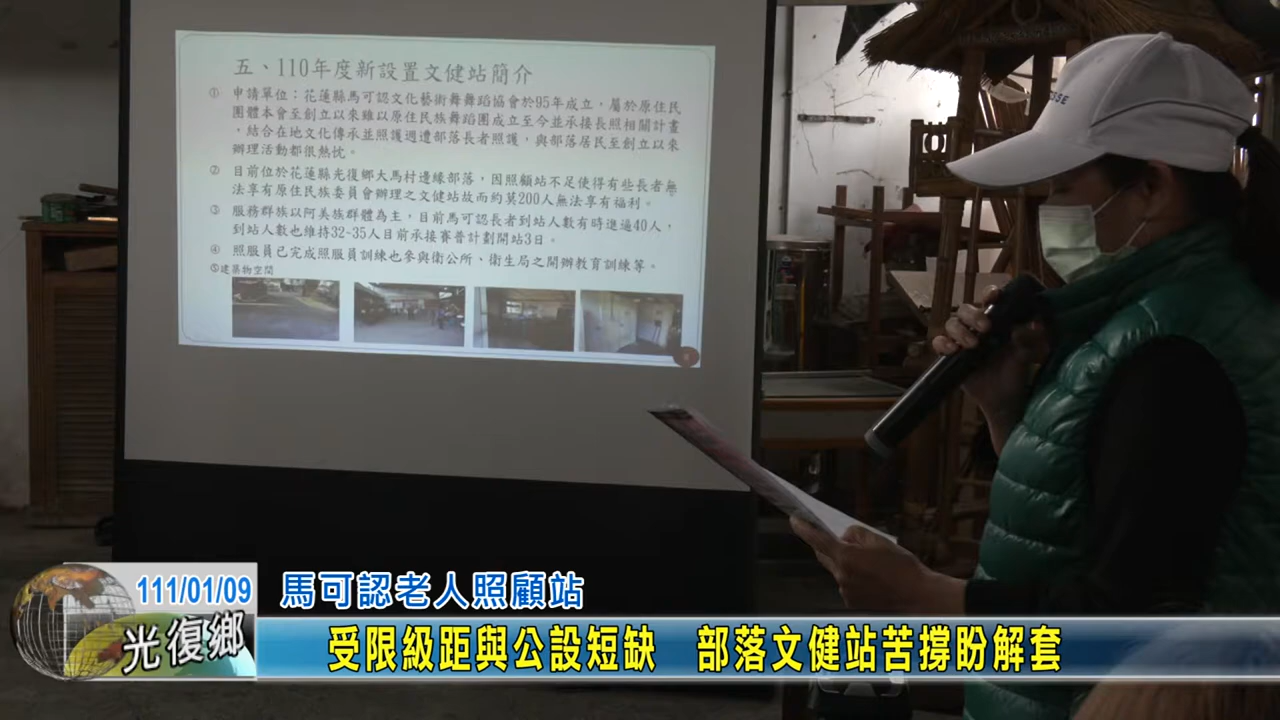 五、110年度新設置文健站簡介
① 申請單位：花蓮縣馬可認文化藝術舞舞蹈協會於95年成立，屬於原住民
團體本會至創立以來雖以原住民族舞蹈團成立至今並承接長照相關計畫
，結合在地文化傳承並照護週遭部落長者照護，與部落居民至創立以來
辦理活動都很熱忱。
② 目前位於花蓮縣光復鄉大馬村邊緣部落，因照顧站不足使得有些長者無
法享有原住民族委員會辦理之文健站故而約莫200人無法享有福利。
③ 服務群族以阿美族群體為主，目前馬可認長者到站人數有時進逼40人，
到站人數也維持32-35人目前承接賽普計劃開站3日。
④ 照服員已完成照服員訓練也參與衛公所、衛生局之開辦教育訓練等。
⑤建築物空間
111/01/09
馬可認老人照顧站
光復鄉
受限級距與公設短缺 部落文健站苦撐盼解套